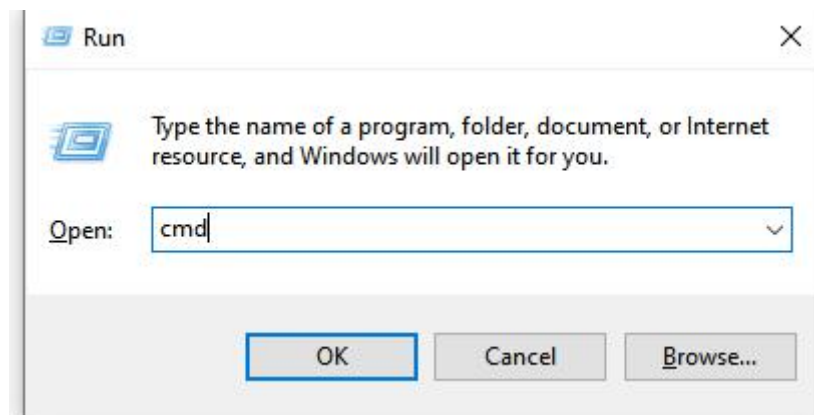 Run
Type the name of a program, folder, document, or Internet
resource, and Windows will open it for you.
Open: cmd
OK Cancel Browse...